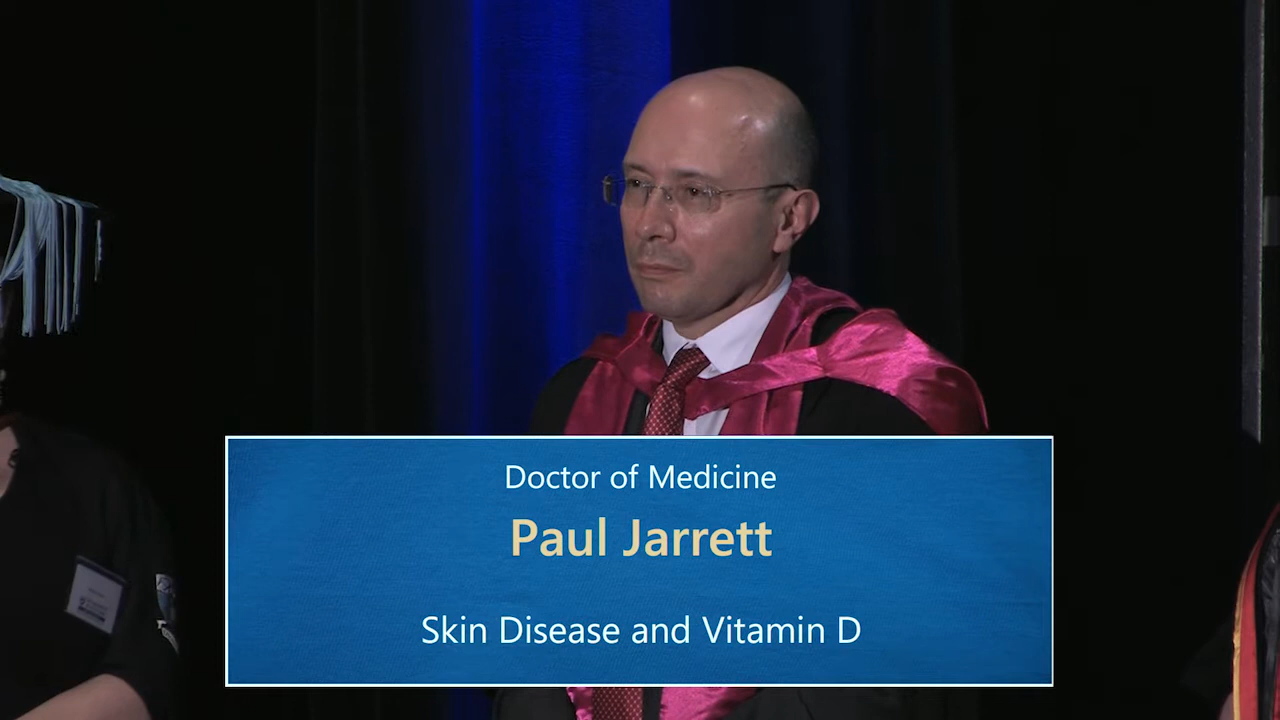 Doctor of Medicine
Paul Jarrett
Skin Disease and Vitamin D